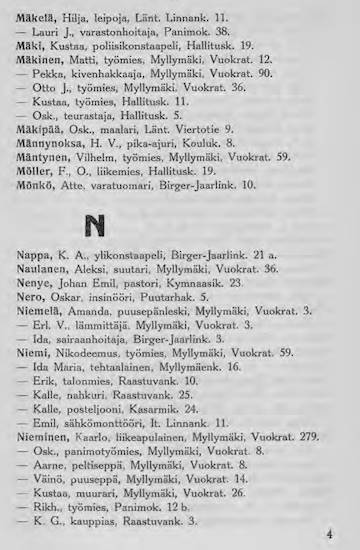 Mäkelä, Hilja, leipoja, Länt. Linnank. 11.
— Lauri J., varastonhoitaja, Panimok. 38.
Mäki, Kustaa, poliisikonstaapeli, Hallitusk. 19.
Mäkinen, Matti, työmies, Myllymäki, Vuokrat. 12.
— Pekka, kivenhakkaaja, Myllymäki, Vuokrat. 90.
— Otto J., työmies, Myllymäki, Vuokrat. 36.
— Kustaa, työmies, Hallitusk. 11.
— Osk., teurastaja, Hallitusk. 5.
Mäkipää, Osk., maalari, Länt. Viertotie 9.
Männynoksa, H. V., pika-ajuri, Kouluk. 8.
Mäntynen, Vilhelm, työmies, Myllymäki, Vuokrat. 59.
Möller, F., O., liikemies, Hallitusk. 19.
Mönkö, Atte, varatuomari, Birger-Jaarlink. 10.
N
Nappa, K. A., ylikonstaapeli, Birger-Jaarlink. 21 a.
Naulanen, Aleksi, suutari, Myllymäki, Vuokrat. 36.
Nenye, Johan Emil, pastori, Kymnaasik. 23.
Nero, Oskar, insinööri, Puutarhak. 5.
Niemelä, Amanda, puusepänleski, Myllymäki, Vuokrat. 3.
— Erl. V., lämmittäjä, Myllymäki, Vuokrat. 3.
— Ida, sairaanhoitaja, Birger-Jaarlink. 3.
Niemi, Nikodeemus, työmies, Myllymäki, Vuokrat. 59.
— Ida Maria, tehtaalainen, Myllymäenk. 16.
— Erik, talonmies, Raastuvank. 10.
— Kalle, nahkuri, Raastuvank. 25.
— Kalle, posteljooni, Kasarmik. 24.
— Emil, sähkömonttööri, It. Linnank. 11.
Nieminen, Kaarlo, liikeapulainen, Myllymäki, Vuokrat. 279.
— Osk., panimotyömies, Myllymäki, Vuokrat. 8.
— Aarne, peltiseppä, Myllymäki, Vuokrat. 8.
— Väinö, puuseppä, Myllymäki, Vuokrat. 14.
— Kustaa, muurari, Myllymäki, Vuokrat. 26.
— Rikh., työmies, Panimok. 12 b.
— K. G., kauppias, Raastuvank. 3.
4